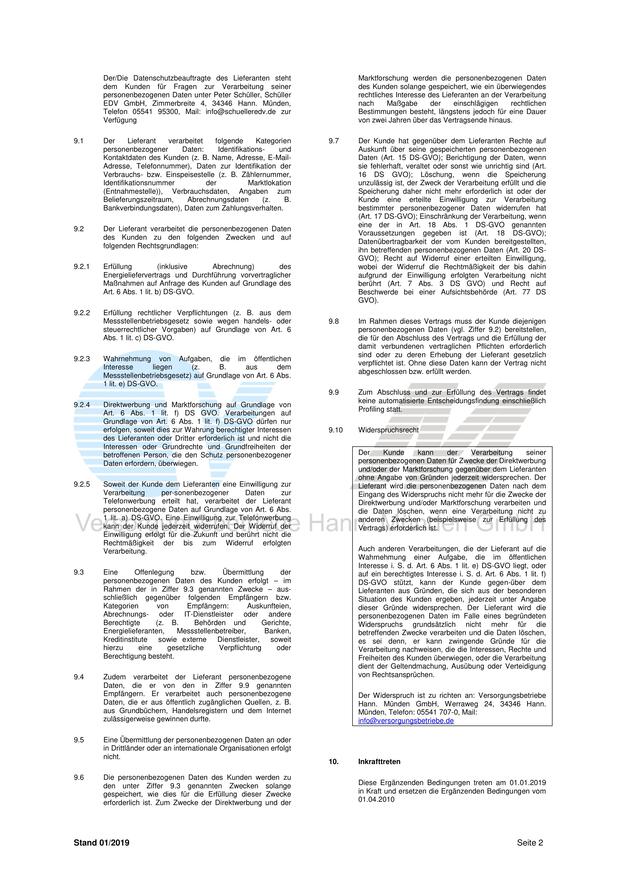 Der/Die Datenschutzbeauftragte des Lieferanten steht
dem Kunden für Fragen zur Verarbeitung seiner
personenbezogenen Daten unter Peter Schüller, Schüller
EDV GmbH, Zimmerbreite 4, 34346 Hann. Münden,
Telefon 05541 95300, Mail: info@schuelleredv.de zur
Verfügung
9.1 Der Lieferant verarbeitet folgende Kategorien
personenbezogener Daten: Identifikations- und
Kontaktdaten des Kunden (z. B. Name, Adresse, E-Mail-
Adresse, Telefonnummer), Daten zur Identifikation der
Verbrauchs- bzw. Einspeisestelle (z. B. Zählernummer,
Identifikationsnummer der Marktlokation
(Entnahmestelle)), Verbrauchsdaten, Angaben zum
Belieferungszeitraum, Abrechnungsdaten (z. B.
Bankverbindungsdaten), Daten zum Zahlungsverhalten.
9.2 Der Lieferant verarbeitet die personenbezogenen Daten
des Kunden zu den folgenden Zwecken und auf
folgenden Rechtsgrundlagen:
9.2.1 Erfüllung (inklusive Abrechnung) des
Energieliefervertrags und Durchführung vorvertraglicher
Maßnahmen auf Anfrage des Kunden auf Grundlage des
Art. 6 Abs. 1 lit. b) DS-GVO.
9.2.2 Erfüllung rechtlicher Verpflichtungen (z. B. aus dem
Messstellenbetriebsgesetz sowie wegen handels- oder
steuerrechtlicher Vorgaben) auf Grundlage von Art. 6
Abs. 1 lit. c) DS-GVO.
9.2.3 Wahrnehmung von Aufgaben, die im öffentlichen
Interesse liegen (z. B. aus dem
Messstellenbetriebsgesetz) auf Grundlage von Art. 6 Abs.
1 lit. e) DS-GVO.
9.2.4 Direktwerbung und Marktforschung auf Grundlage von
Art. 6 Abs. 1 lit. f) DS GVO. Verarbeitungen auf
Grundlage von Art. 6 Abs. 1 lit. f) DS-GVO dürfen nur
erfolgen, soweit dies zur Wahrung berechtigter Interessen
des Lieferanten oder Dritter erforderlich ist und nicht die
Interessen oder Grundrechte und Grundfreiheiten der
betroffenen Person, die den Schutz personenbezogener
Daten erfordern, überwiegen.
9.2.5 Soweit der Kunde dem Lieferanten eine Einwilligung zur
Verarbeitung per-sonenbezogener Daten zur
Telefonwerbung erteilt hat, verarbeitet der Lieferant
personenbezogene Daten auf Grundlage von Art. 6 Abs.
1 lit. a) DS-GVO. Eine Einwilligung zur Telefonwerbung
kann der Kunde jederzeit widerrufen. Der Widerruf der
Einwilligung erfolgt für die Zukunft und berührt nicht die
Rechtmäßigkeit der bis zum Widerruf erfolgten
Verarbeitung.
9.3 Eine Offenlegung bzw. Übermittlung der
personenbezogenen Daten des Kunden erfolgt – im
Rahmen der in Ziffer 9.3 genannten Zwecke – aus-
schließlich gegenüber folgenden Empfängern bzw.
Kategorien von Empfängern: Auskunfteien,
Abrechnungs- oder IT-Dienstleister oder andere
Berechtigte (z. B. Behörden und Gerichte,
Energielieferanten, Messstellenbetreiber, Banken,
Kreditinstitute sowie externe Dienstleister, soweit
hierzu eine gesetzliche Verpflichtung oder
Berechtigung besteht.
9.4 Zudem verarbeitet der Lieferant personenbezogene
Daten, die er von den in Ziffer 9.9 genannten
Empfängern. Er verarbeitet auch personenbezogene
Daten, die er aus öffentlich zugänglichen Quellen, z. B.
aus Grundbüchern, Handelsregistern und dem Internet
zulässigerweise gewinnen durfte.
9.5 Eine Übermittlung der personenbezogenen Daten an oder
in Drittländer oder an internationale Organisationen erfolgt
nicht.
9.6 Die personenbezogenen Daten des Kunden werden zu
den unter Ziffer 9.3 genannten Zwecken solange
gespeichert, wie dies für die Erfüllung dieser Zwecke
erforderlich ist. Zum Zwecke der Direktwerbung und der
Marktforschung werden die personenbezogenen Daten
des Kunden solange gespeichert, wie ein überwiegendes
rechtliches Interesse des Lieferanten an der Verarbeitung
nach Maßgabe der einschlägigen rechtlichen
Bestimmungen besteht, längstens jedoch für eine Dauer
von zwei Jahren über das Vertragsende hinaus.
9.7 Der Kunde hat gegenüber dem Lieferanten Rechte auf
Auskunft über seine gespeicherten personenbezogenen
Daten (Art. 15 DS-GVO); Berichtigung der Daten, wenn
sie fehlerhaft, veraltet oder sonst wie unrichtig sind (Art.
16 DS GVO); Löschung, wenn die Speicherung
unzulässig ist, der Zweck der Verarbeitung erfüllt und die
Speicherung daher nicht mehr erforderlich ist oder der
Kunde eine erteilte Einwilligung zur Verarbeitung
bestimmter personenbezogener Daten widerrufen hat
(Art. 17 DS-GVO); Einschränkung der Verarbeitung, wenn
eine der in Art. 18 Abs. 1 DS-GVO genannten
Voraussetzungen gegeben ist (Art. 18 DS-GVO);
Datenübertragbarkeit der vom Kunden bereitgestellten,
ihn betreffenden personenbezogenen Daten (Art. 20 DS-
GVO); Recht auf Widerruf einer erteilten Einwilligung,
wobei der Widerruf die Rechtmäßigkeit der bis dahin
aufgrund der Einwilligung erfolgten Verarbeitung nicht
berührt (Art. 7 Abs. 3 DS GVO) und Recht auf
Beschwerde bei einer Aufsichtsbehörde (Art. 77 DS
GVO).
9.8 Im Rahmen dieses Vertrags muss der Kunde diejenigen
personenbezogenen Daten (vgl. Ziffer 9.2) bereitstellen,
die für den Abschluss des Vertrags und die Erfüllung der
damit verbundenen vertraglichen Pflichten erforderlich
sind oder zu deren Erhebung der Lieferant gesetzlich
verpflichtet ist. Ohne diese Daten kann der Vertrag nicht
abgeschlossen bzw. erfüllt werden.
9.9 Zum Abschluss und zur Erfüllung des Vertrags findet
keine automatisierte Entscheidungsfindung einschließlich
Profiling statt.
9.10 Widerspruchsrecht
Der Kunde kann der Verarbeitung seiner
personenbezogenen Daten für Zwecke der Direktwerbung
und/oder der Marktforschung gegenüber dem Lieferanten
ohne Angabe von Gründen jederzeit widersprechen. Der
Lieferant wird die personenbezogenen Daten nach dem
Eingang des Widerspruchs nicht mehr für die Zwecke der
Direktwerbung und/oder Marktforschung verarbeiten und
die Daten löschen, wenn eine Verarbeitung nicht zu
anderen Zwecken (beispielsweise zur Erfüllung des
Vertrags) erforderlich ist.
Auch anderen Verarbeitungen, die der Lieferant auf die
Wahrnehmung einer Aufgabe, die im öffentlichen
Interesse i. S. d. Art. 6 Abs. 1 lit. e) DS-GVO liegt, oder
auf ein berechtigtes Interesse i. S. d. Art. 6 Abs. 1 lit. f)
DS-GVO stützt, kann der Kunde gegen-über dem
Lieferanten aus Gründen, die sich aus der besonderen
Situation des Kunden ergeben, jederzeit unter Angabe
dieser Gründe widersprechen. Der Lieferant wird die
personenbezogenen Daten im Falle eines begründeten
Widerspruchs grundsätzlich nicht mehr für die
betreffenden Zwecke verarbeiten und die Daten löschen,
es sei denn, er kann zwingende Gründe für die
Verarbeitung nachweisen, die die Interessen, Rechte und
Freiheiten des Kunden überwiegen, oder die Verarbeitung
dient der Geltendmachung, Ausübung oder Verteidigung
von Rechtsansprüchen.
Der Widerspruch ist zu richten an: Versorgungsbetriebe
Hann. Münden GmbH, Werraweg 24, 34346 Hann.
Münden, Telefon: 05541 707-0, Mail:
info@versorgungsbetriebe.de
10. Inkrafttreten
Diese Ergänzenden Bedingungen treten am 01.01.2019
in Kraft und ersetzen die Ergänzenden Bedingungen vom
01.04.2010
Stand 01/2019 Seite 2